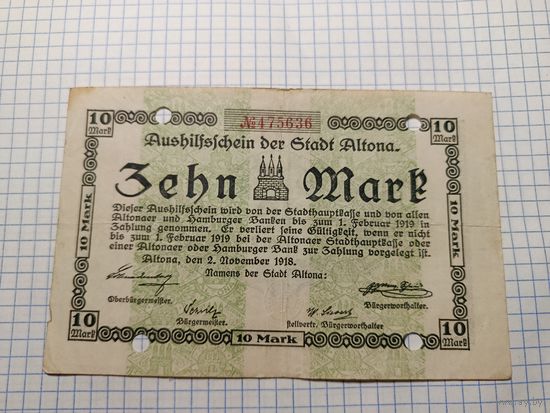 10 Mark
№475636
10 Mark
Aushilfsschein der Stadt Altona.
Zehn Mark
Dieser Aushilfsschein wird von der Stadthauptkasse und von allen
Altonaer und Hamburger Banken bis zum 1. Februar 1919 in
Zahlung genommen. Er verliert seine Gültigkeit, wenn er nicht
bis zum 1. Februar 1919 bei der Altonaer Stadthauptkasse oder
einer Altonaer oder Hamburger Bank zur Zahlung vorgelegt ist.
Altona, den 2. November 1918.
Namens der Stadt Altona:
Oberbürgermeister.
Bürgermeister.
stellvertr. Bürgerworthalter.
Bürgerworthalter.
10 Mark
10 Mark
10 Mark
10 Mark
10 Mark